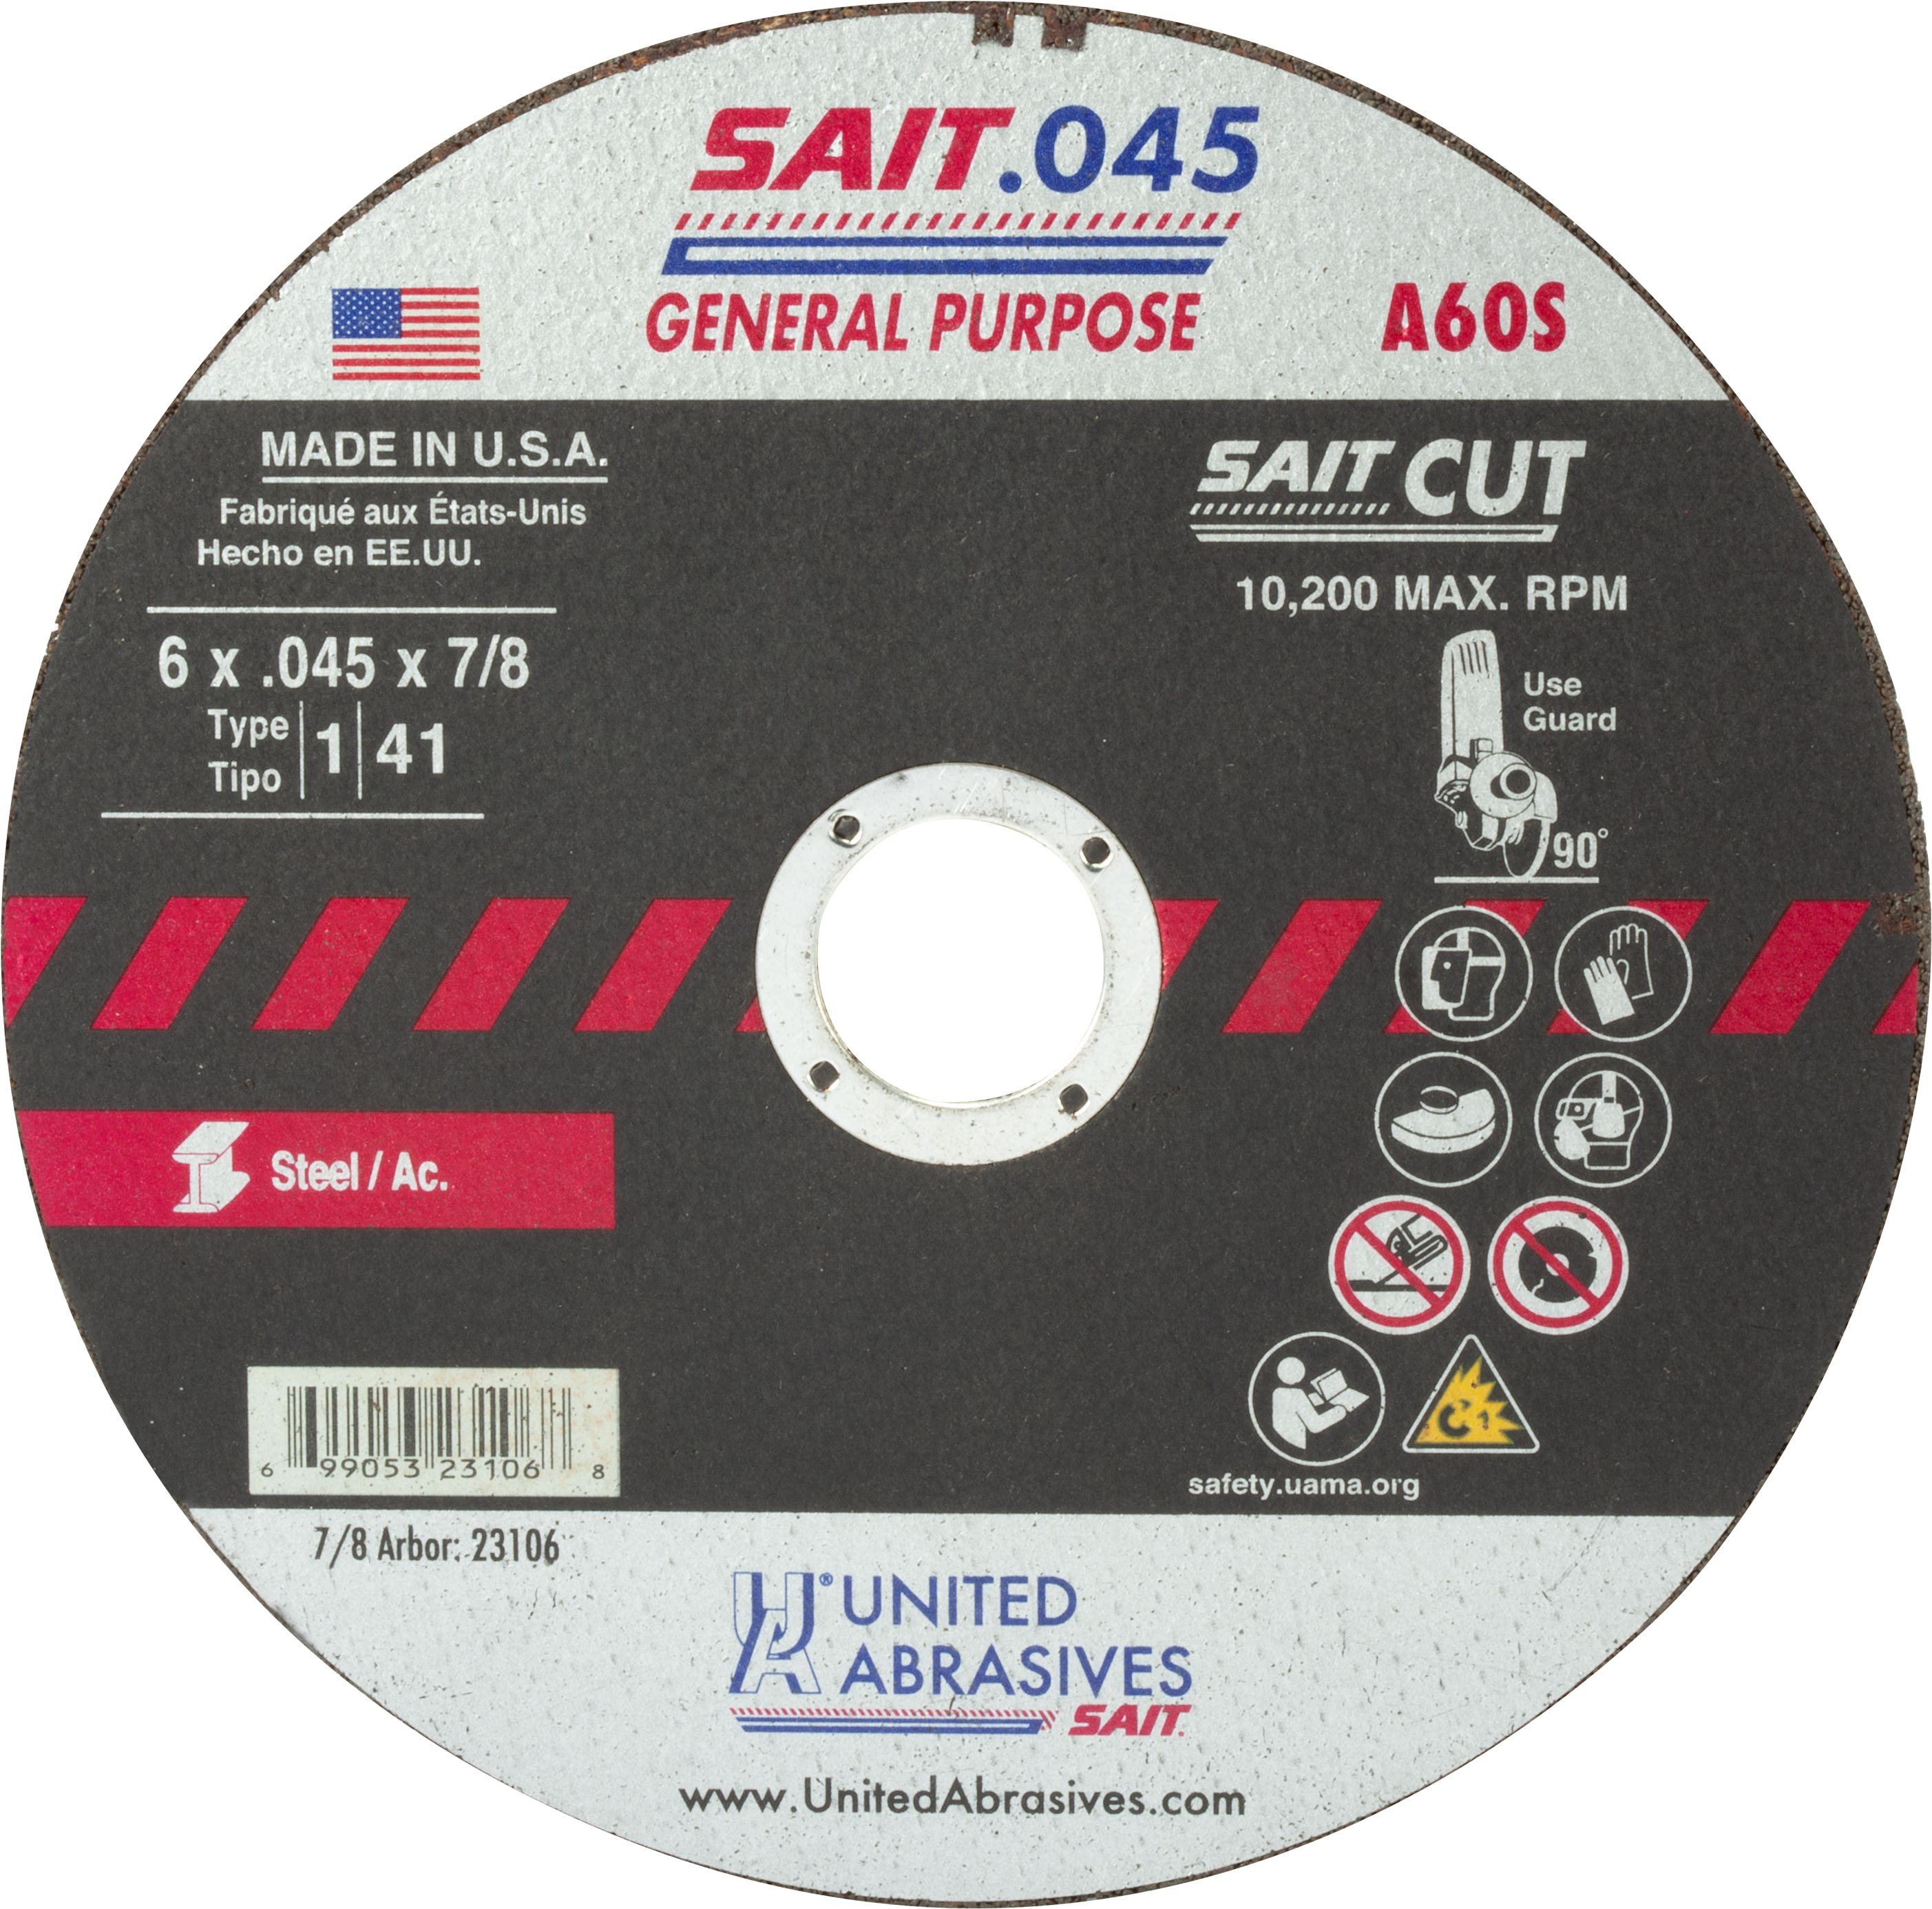 SAIT.045
GENERAL PURPOSE
A60S
MADE IN U.S.A.
Fabriqué aux États-Unis
Hecho en EE.UU.
6 x .045 x 7/8
Type
Tipo
1 | 41
SAIT CUT
10,200 MAX. RPM
Use
Guard
90°
Steel / Ac.
6 99053 23106 8
7/8 Arbor: 23106
safety.uama.org
UA® UNITED
ABRASIVES
SAIT.
www.UnitedAbrasives.com